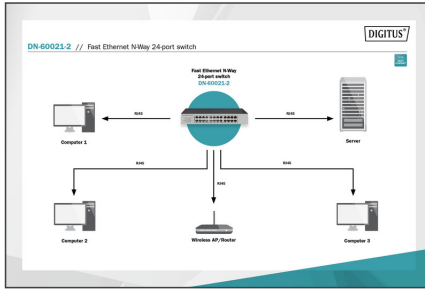 DIGITUS®
DN-60021-2 // Fast Ethernet N-Way 24-port switch
Fast Ethernet N-Way
24-port switch
DN-60021-2
RJ45
RJ45
Computer 1
Server
RJ45
RJ45
RJ45
Computer 2
Wireless AP/Router
Computer 3